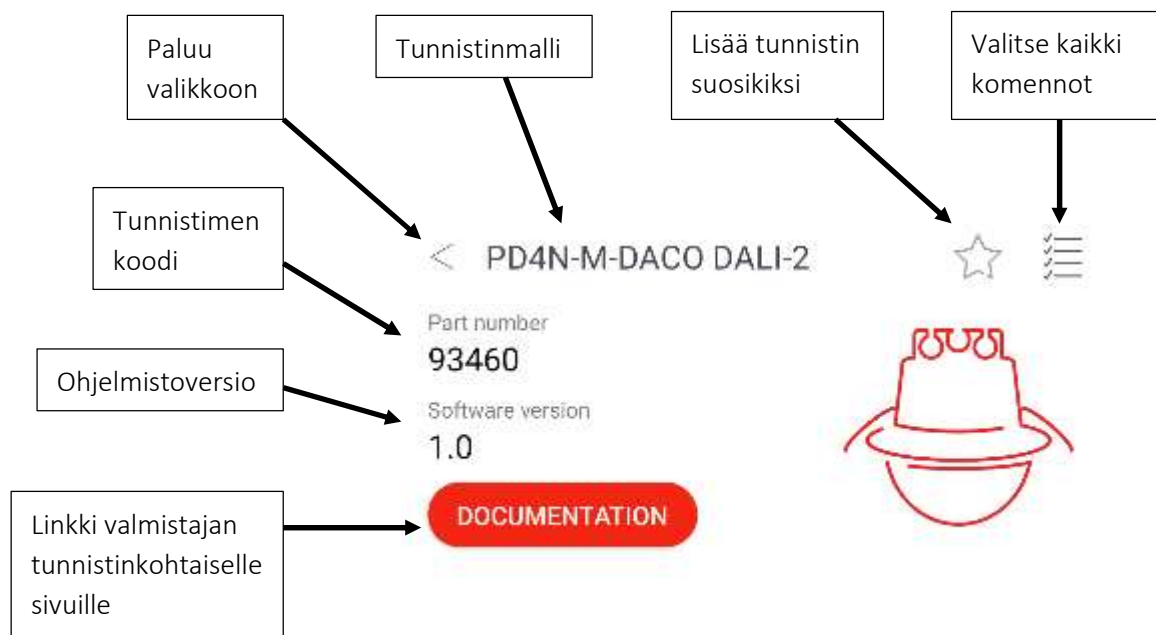 Paluu
valikkoon
Tunnistinmalli
Lisää tunnistin
suosikiksi
Valitse kaikki
komennot
Tunnistimen
koodi
< PD4N-M-DACO DALI-2
Part number
93460
Ohjelmistoversio
Software version
1.0
DOCUMENTATION
Linkki valmistajan
tunnistinkohtaiselle
sivuille